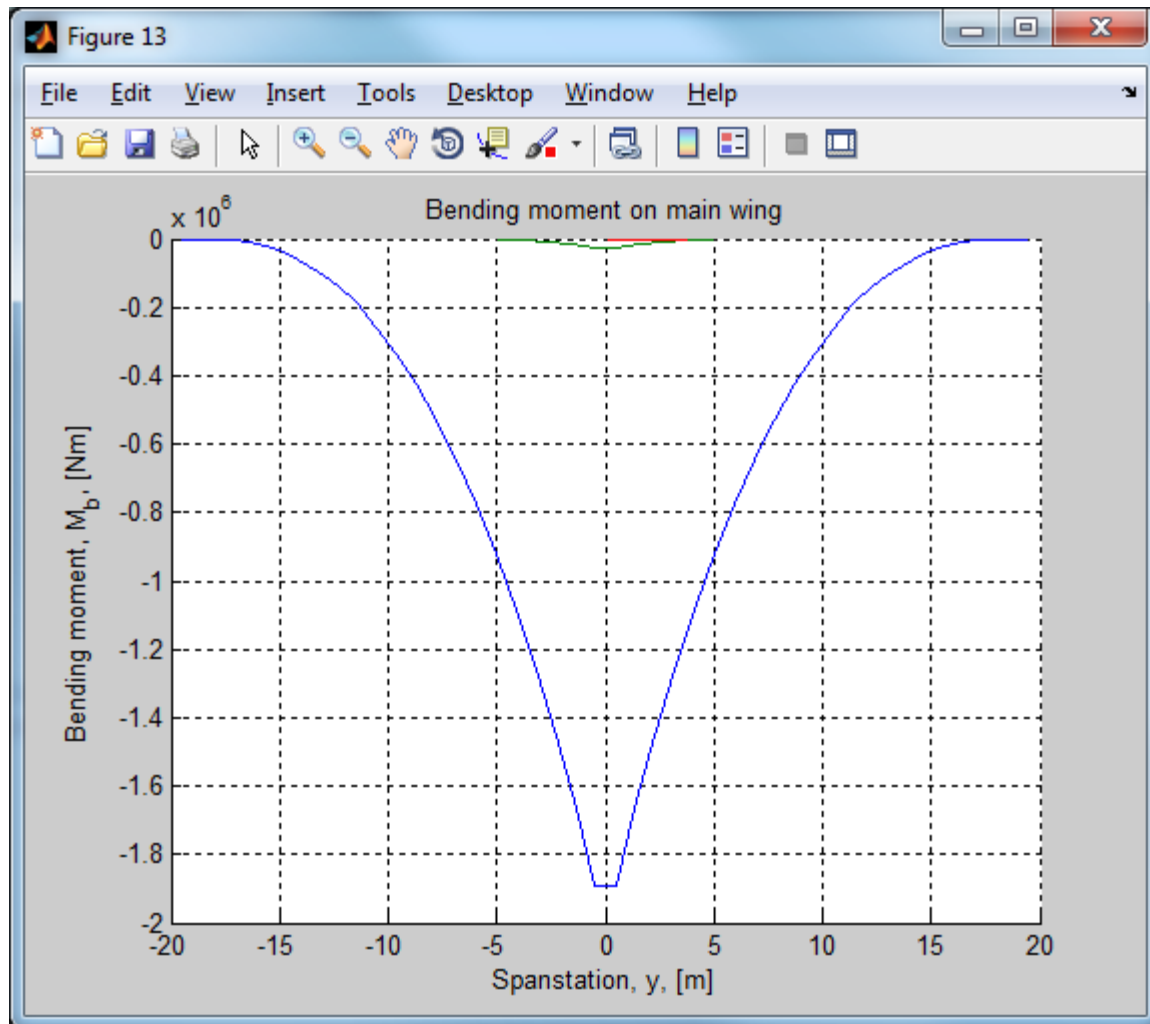 Figure 13
File Edit View Insert Tools Desktop Window Help
x 10^6
Bending moment on main wing
0
-0.2
-0.4
-0.6
-0.8
-1
-1.2
-1.4
-1.6
-1.8
-2
Bending moment, M_b, [Nm]
-20 -15 -10 -5 0 5 10 15 20
Spanstation, y, [m]